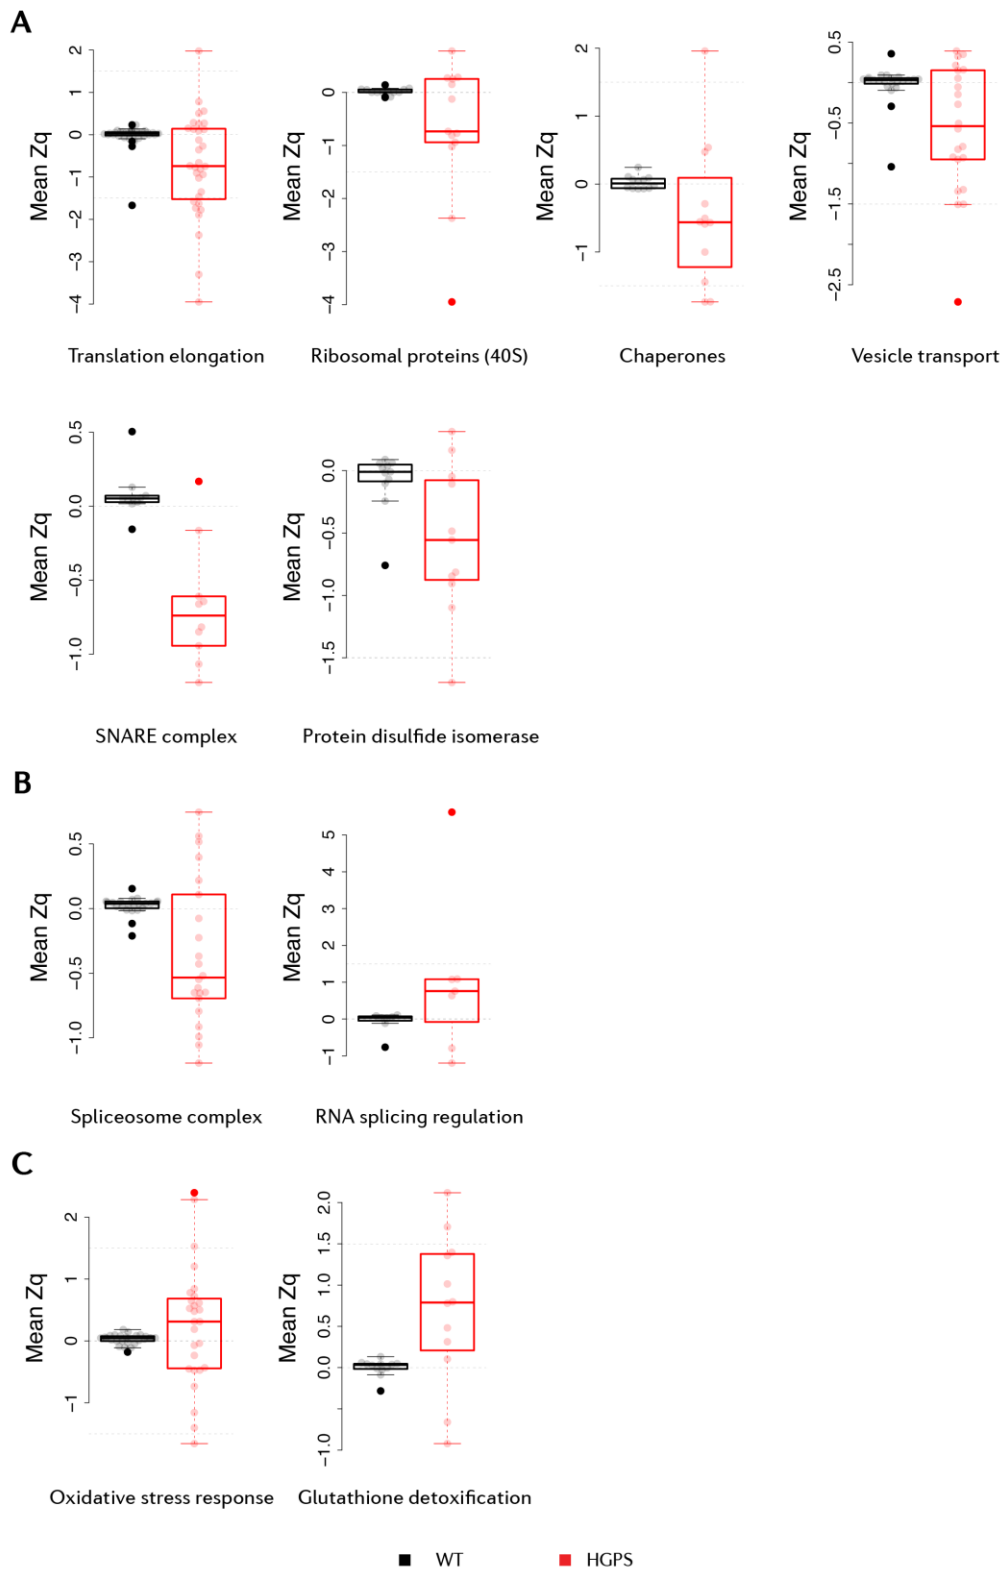 A
Mean Zq
2
1
0
−1
−2
−3
−4
Translation elongation
Mean Zq
0
−1
−2
−3
−4
Ribosomal proteins (40S)
Mean Zq
2
1
0
−1
Chaperones
Mean Zq
0.5
−0.5
−1.5
−2.5
Vesicle transport
Mean Zq
0.5
0.0
−0.5
−1.0
SNARE complex
Mean Zq
0.0
−0.5
−1.0
−1.5
Protein disulfide isomerase
B
Mean Zq
0.5
0.0
−0.5
−1.0
Spliceosome complex
Mean Zq
5
4
3
2
1
0
−1
RNA splicing regulation
C
Mean Zq
2
1
0
−1
Oxidative stress response
Mean Zq
2.0
1.5
1.0
0.5
0.0
−1.0
Glutathione detoxification
WT
HGPS